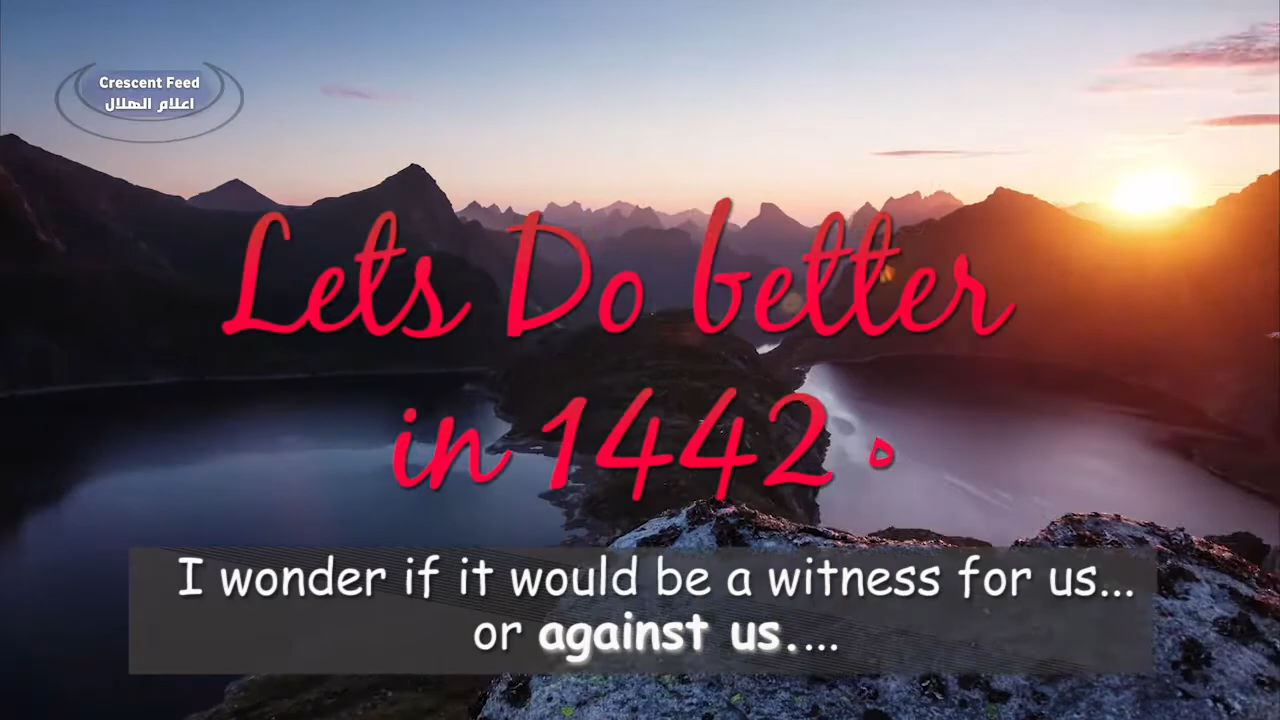 Crescent Feed
اعلام الهلال
Lets Do better
in 1442 •
I wonder if it would be a witness for us...
or against us....